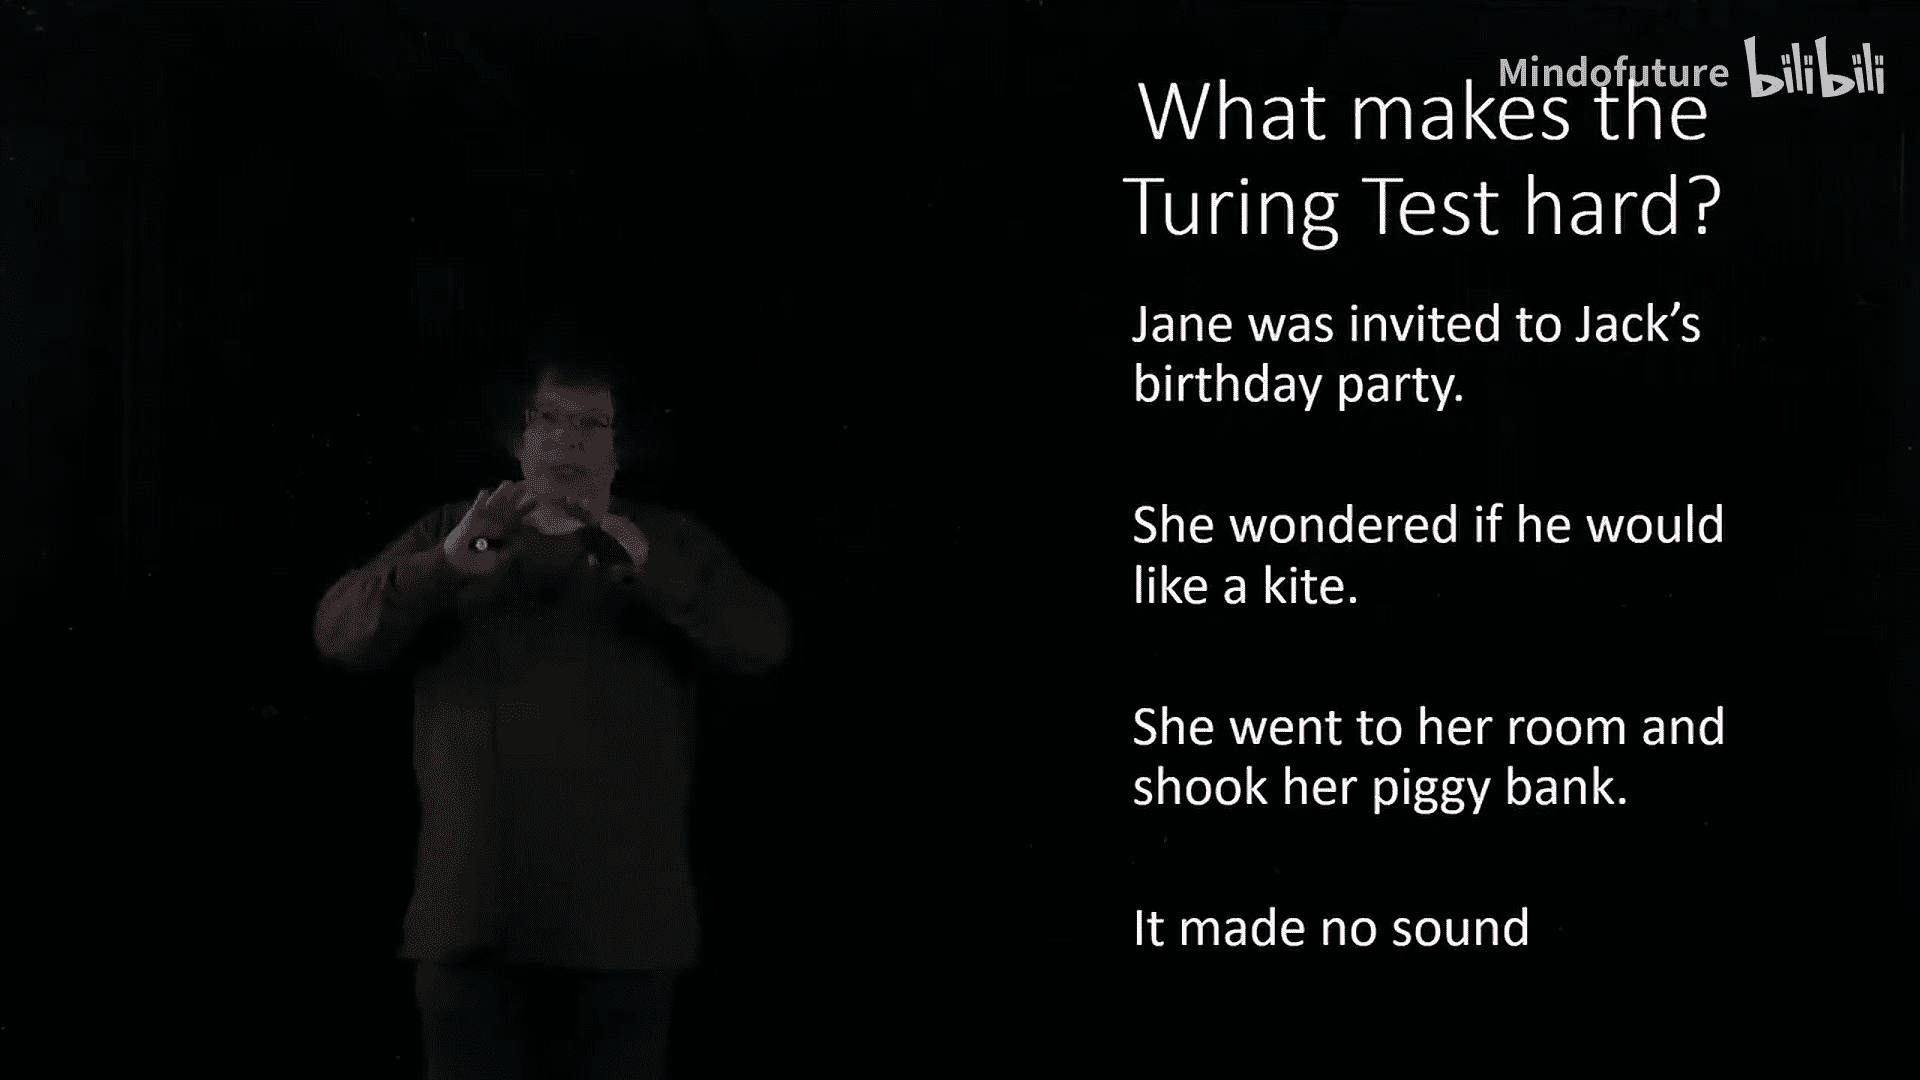 Mindofuture bilibili
What makes the
Turing Test hard?
Jane was invited to Jack’s
birthday party.
She wondered if he would
like a kite.
She went to her room and
shook her piggy bank.
It made no sound